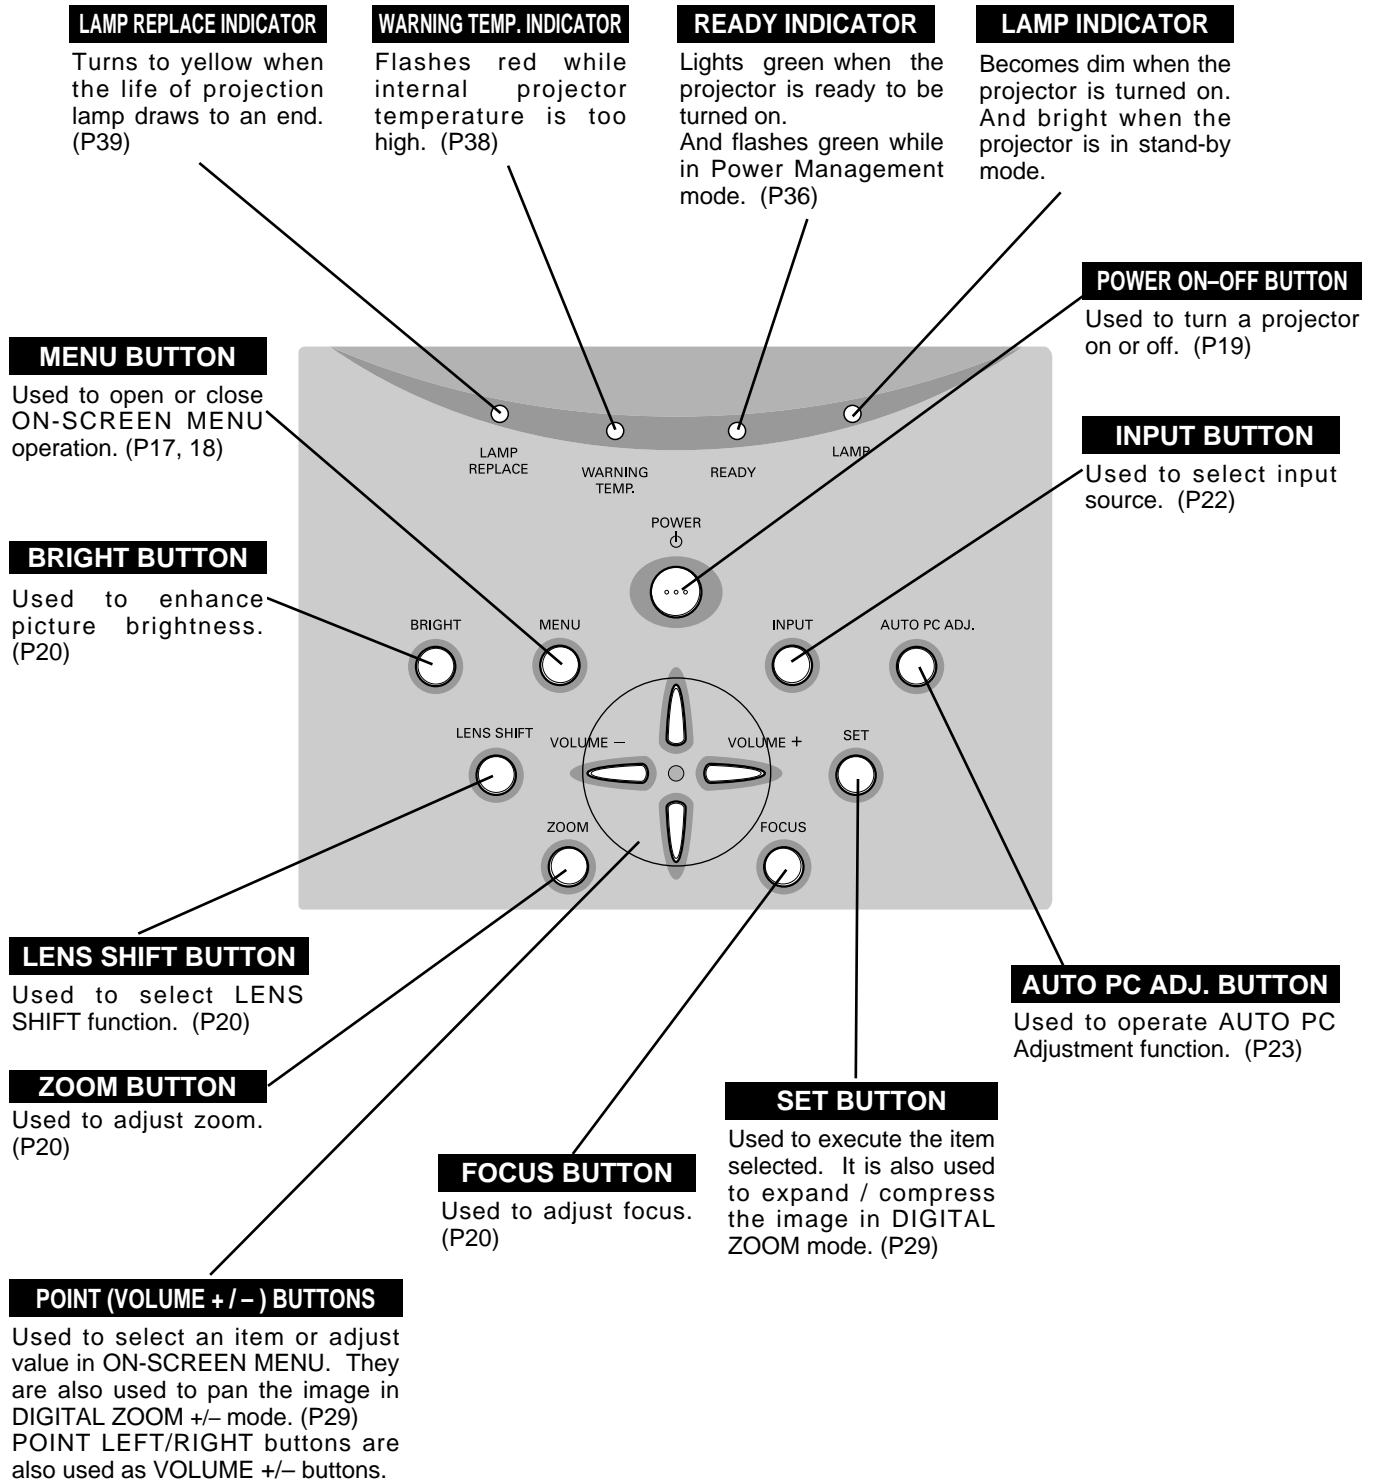 LAMP REPLACE INDICATOR
Turns to yellow when
the life of projection
lamp draws to an end.
(P39)
WARNING TEMP. INDICATOR
Flashes red while
internal projector
temperature is too
high. (P38)
READY INDICATOR
Lights green when the
projector is ready to be
turned on.
And flashes green while
in Power Management
mode. (P36)
LAMP INDICATOR
Becomes dim when the
projector is turned on.
And bright when the
projector is in stand-by
mode.
POWER ON–OFF BUTTON
Used to turn a projector
on or off. (P19)
MENU BUTTON
Used to open or close
ON-SCREEN MENU
operation. (P17, 18)
INPUT BUTTON
Used to select input
source. (P22)
BRIGHT BUTTON
Used to enhance
picture brightness.
(P20)
LAMP
REPLACE
WARNING
TEMP.
READY
LAMP
POWER
BRIGHT
MENU
INPUT
AUTO PC ADJ.
LENS SHIFT
VOLUME –
VOLUME +
SET
ZOOM
FOCUS
LENS SHIFT BUTTON
Used to select LENS
SHIFT function. (P20)
AUTO PC ADJ. BUTTON
Used to operate AUTO PC
Adjustment function. (P23)
ZOOM BUTTON
Used to adjust zoom.
(P20)
SET BUTTON
Used to execute the item
selected. It is also used
to expand / compress
the image in DIGITAL
ZOOM mode. (P29)
FOCUS BUTTON
Used to adjust focus.
(P20)
POINT (VOLUME + / – ) BUTTONS
Used to select an item or adjust
value in ON-SCREEN MENU. They
are also used to pan the image in
DIGITAL ZOOM +/– mode. (P29)
POINT LEFT/RIGHT buttons are
also used as VOLUME +/– buttons.